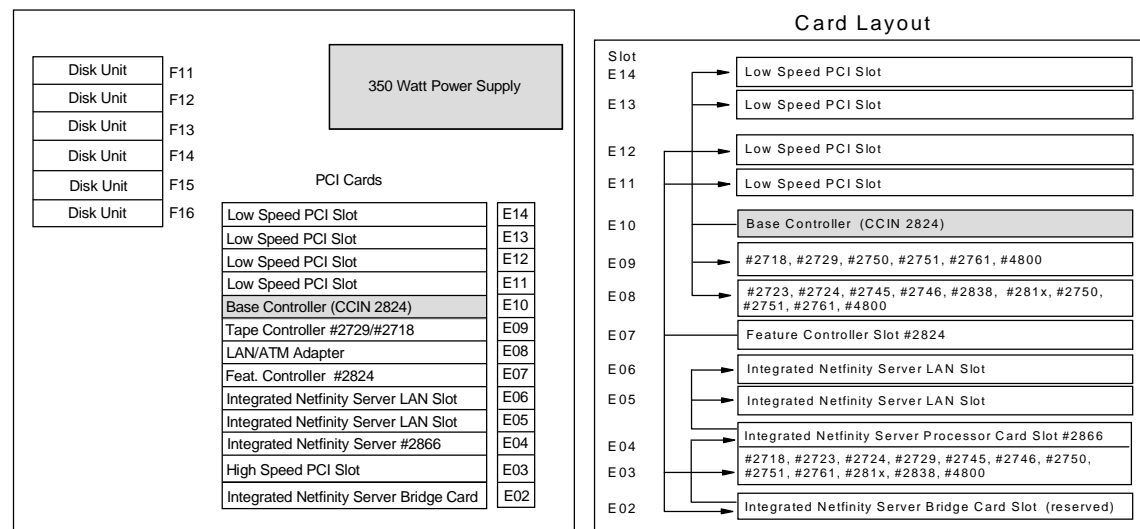 Disk Unit F11
Disk Unit F12
Disk Unit F13
Disk Unit F14
Disk Unit F15
Disk Unit F16
350 Watt Power Supply
PCI Cards
Low Speed PCI Slot E14
Low Speed PCI Slot E13
Low Speed PCI Slot E12
Low Speed PCI Slot E11
Base Controller (CCIN 2824) E10
Tape Controller #2729/#2718 E09
LAN/ATM Adapter E08
Feat. Controller #2824 E07
Integrated Netfinity Server LAN Slot E06
Integrated Netfinity Server LAN Slot E05
Integrated Netfinity Server #2866 E04
High Speed PCI Slot E03
Integrated Netfinity Server Bridge Card E02
Card Layout
Slot
E14 Low Speed PCI Slot
E13 Low Speed PCI Slot
E12 Low Speed PCI Slot
E11 Low Speed PCI Slot
E10 Base Controller (CCIN 2824)
E09 #2718, #2729, #2750, #2751, #2761, #4800
E08 #2723, #2724, #2745, #2746, #2838, #281x, #2750,
#2751, #2761, #4800
E07 Feature Controller Slot #2824
E06 Integrated Netfinity Server LAN Slot
E05 Integrated Netfinity Server LAN Slot
E04 Integrated Netfinity Server Processor Card Slot #2866
E03 #2718, #2723, #2724, #2729, #2745, #2746, #2750,
#2751, #2761, #281x, #2838, #4800
E02 Integrated Netfinity Server Bridge Card Slot (reserved)